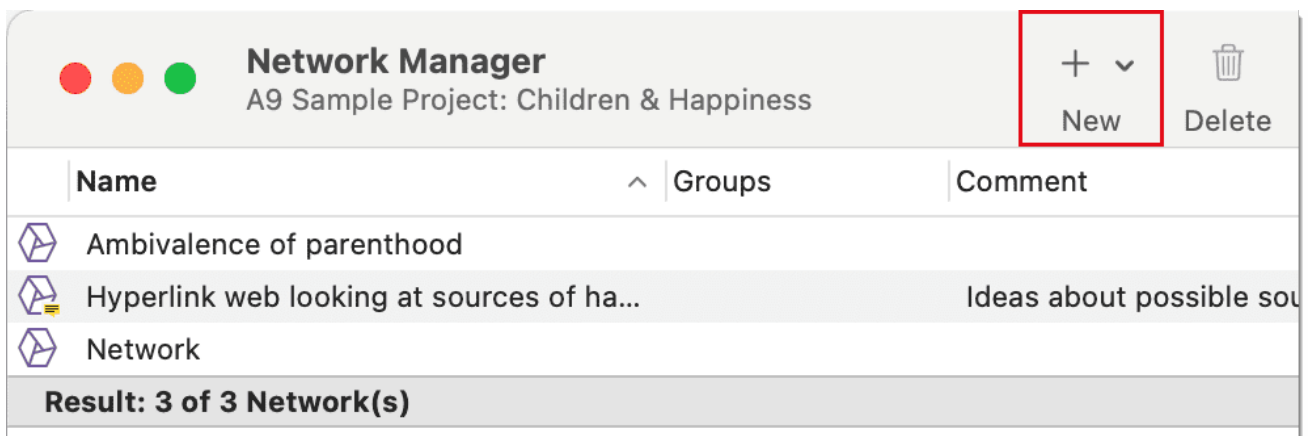 Network Manager
A9 Sample Project: Children & Happiness
New
Delete
Name Groups Comment
Ambivalence of parenthood
Hyperlink web looking at sources of ha... Ideas about possible
Network
Result: 3 of 3 Network(s)